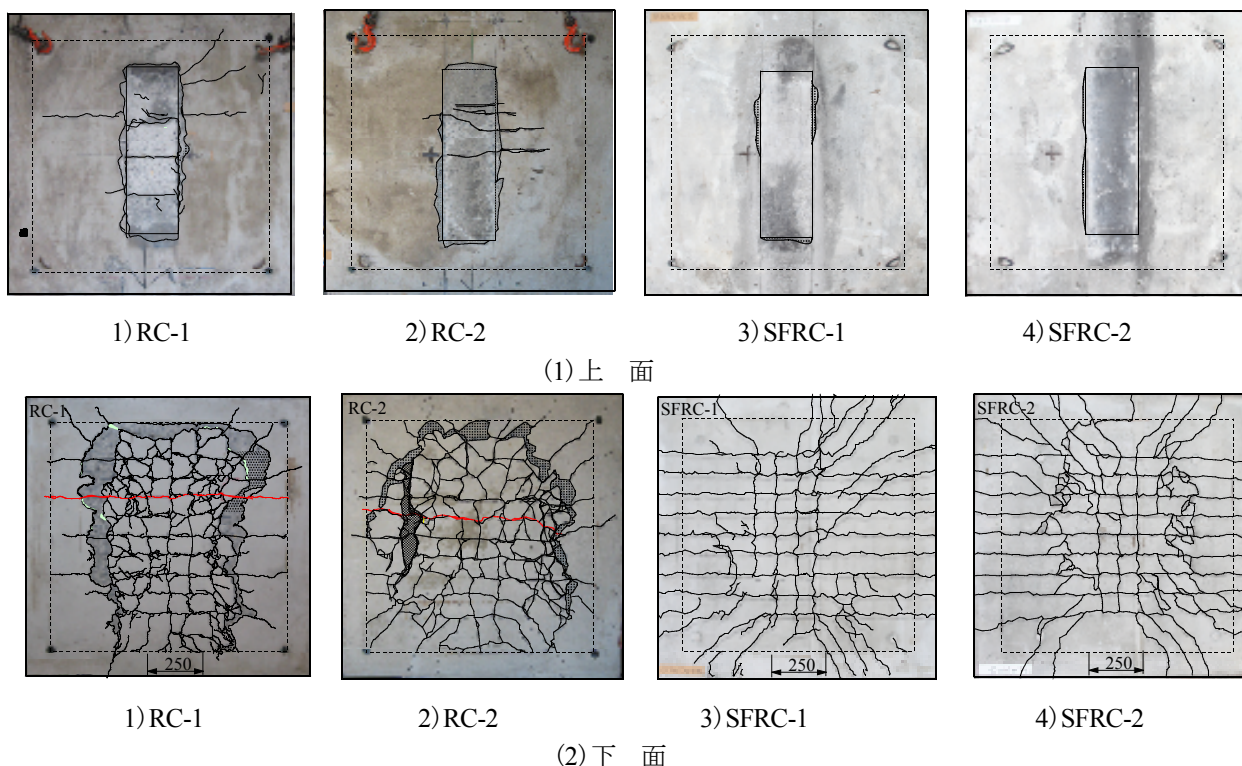 1) RC-1
2) RC-2
3) SFRC-1
4) SFRC-2
(1) 上 面
RC-1
RC-2
SFRC-1
SFRC-2
250
250
250
1) RC-1
2) RC-2
3) SFRC-1
4) SFRC-2
(2) 下 面